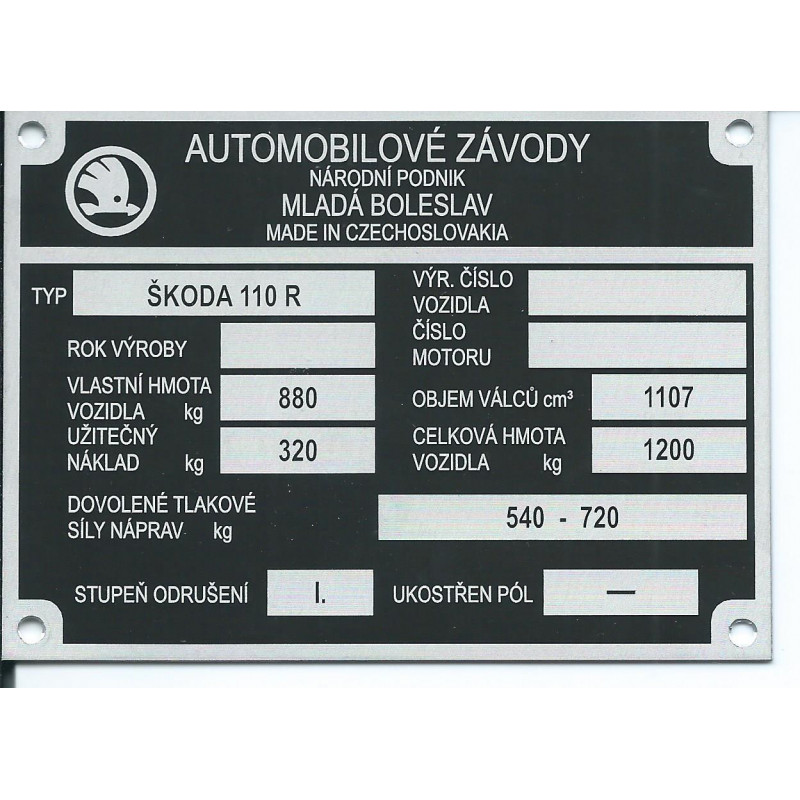 AUTOMOBILOVÉ ZÁVODY
NÁRODNÍ PODNIK
MLADÁ BOLESLAV
MADE IN CZECHOSLOVAKIA
TYP ŠKODA 110 R
VÝR. ČÍSLO
VOZIDLA
ČÍSLO
MOTORU
ROK VÝROBY
VLASTNÍ HMOTA
VOZIDLA kg 880
OBJEM VÁLCŮ cm³ 1107
UŽITEČNÝ
NÁKLAD kg 320
CELKOVÁ HMOTA
VOZIDLA kg 1200
DOVOLENÉ TLAKOVÉ
SÍLY NÁPRAV kg 540 - 720
STUPEŇ ODRUŠENÍ I. UKOSTŘEN PÓL —